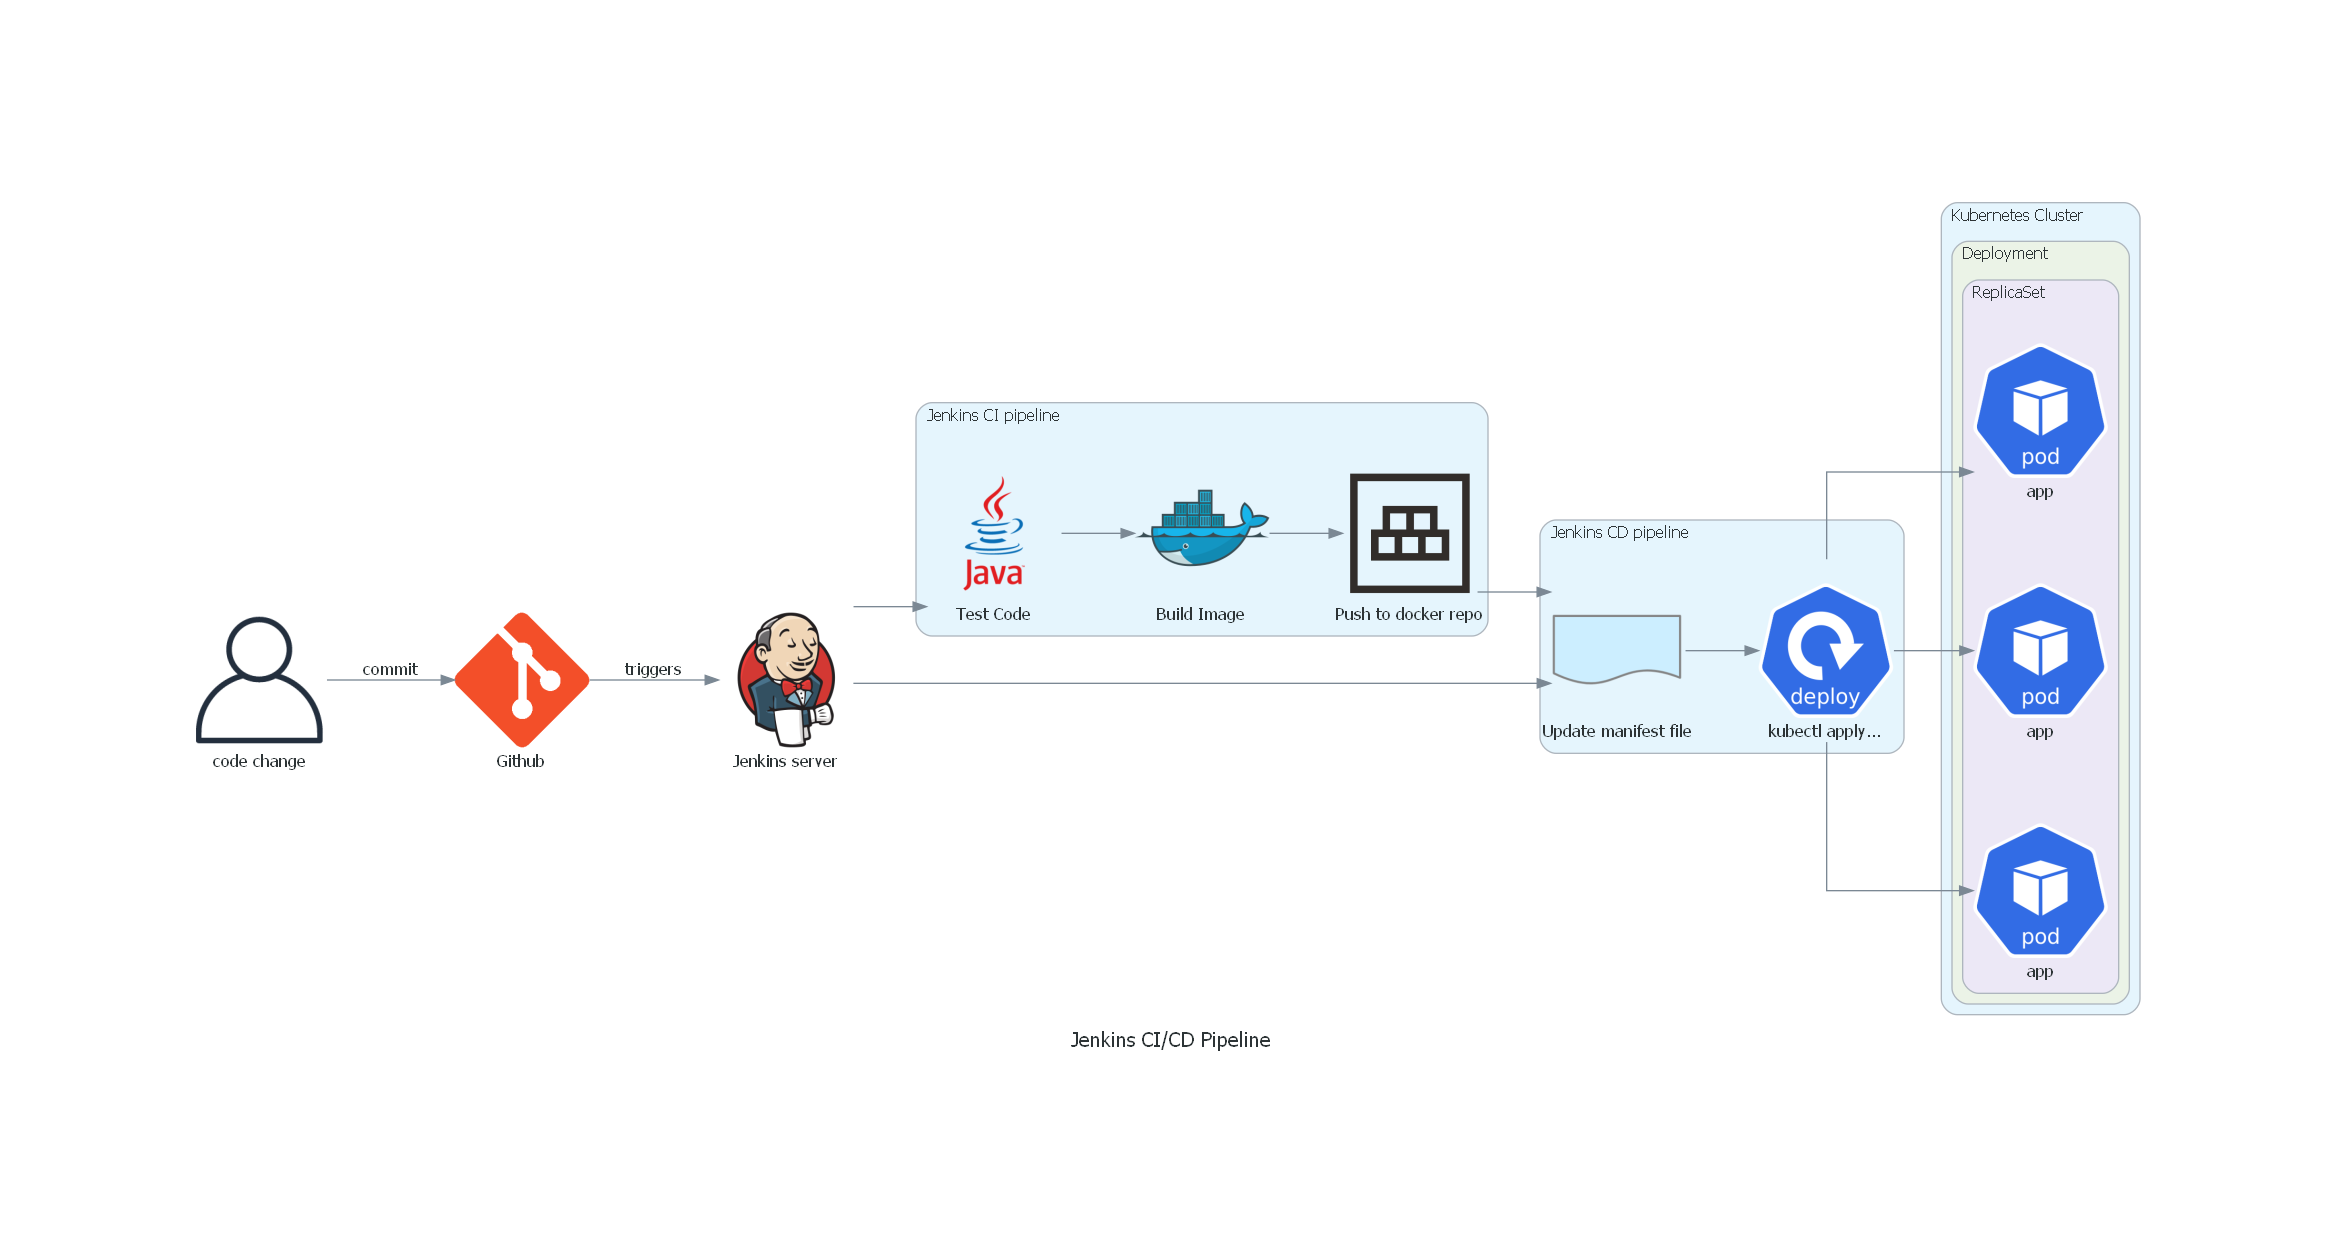 Kubernetes Cluster
Deployment
ReplicaSet
pod
app
Jenkins CI pipeline
Java
Test Code
Build Image
Push to docker repo
Jenkins CD pipeline
Update manifest file
deploy
kubectl apply...
pod
app
commit
triggers
code change
Github
Jenkins server
pod
app
Jenkins CI/CD Pipeline